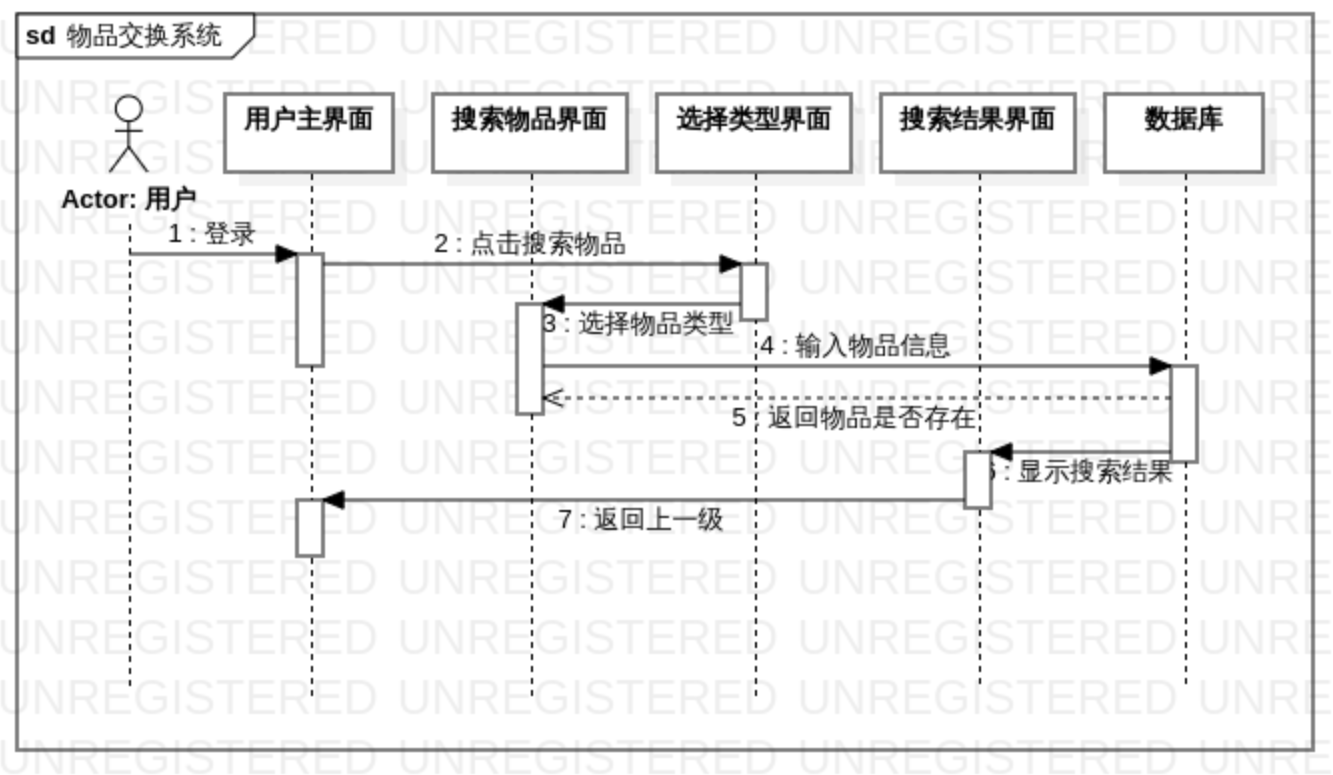 sd 物品交换系统
用户主界面
搜索物品界面
选择类型界面
搜索结果界面
数据库
Actor: 用户
1 : 登录
2 : 点击搜索物品
3 : 选择物品类型
4 : 输入物品信息
5 : 返回物品是否存在
6 : 显示搜索结果
7 : 返回上一级
UNREGISTERED